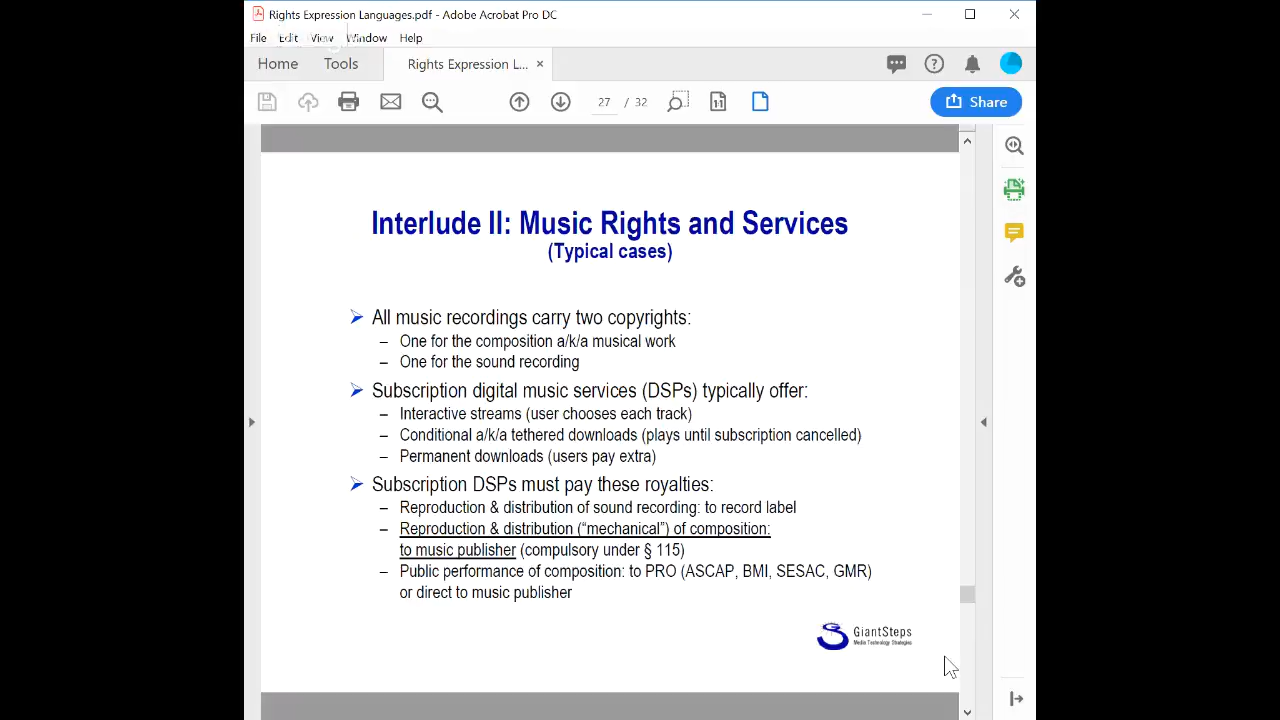 Rights Expression Languages.pdf - Adobe Acrobat Pro DC
File Edit View Window Help
Home Tools Rights Expression L... ×
27 / 32
Share
Interlude II: Music Rights and Services
(Typical cases)
All music recordings carry two copyrights:
– One for the composition a/k/a musical work
– One for the sound recording
Subscription digital music services (DSPs) typically offer:
– Interactive streams (user chooses each track)
– Conditional a/k/a tethered downloads (plays until subscription cancelled)
– Permanent downloads (users pay extra)
Subscription DSPs must pay these royalties:
– Reproduction & distribution of sound recording: to record label
– Reproduction & distribution (“mechanical”) of composition:
to music publisher (compulsory under § 115)
– Public performance of composition: to PRO (ASCAP, BMI, SESAC, GMR)
or direct to music publisher
GiantSteps
Media Technology Strategies